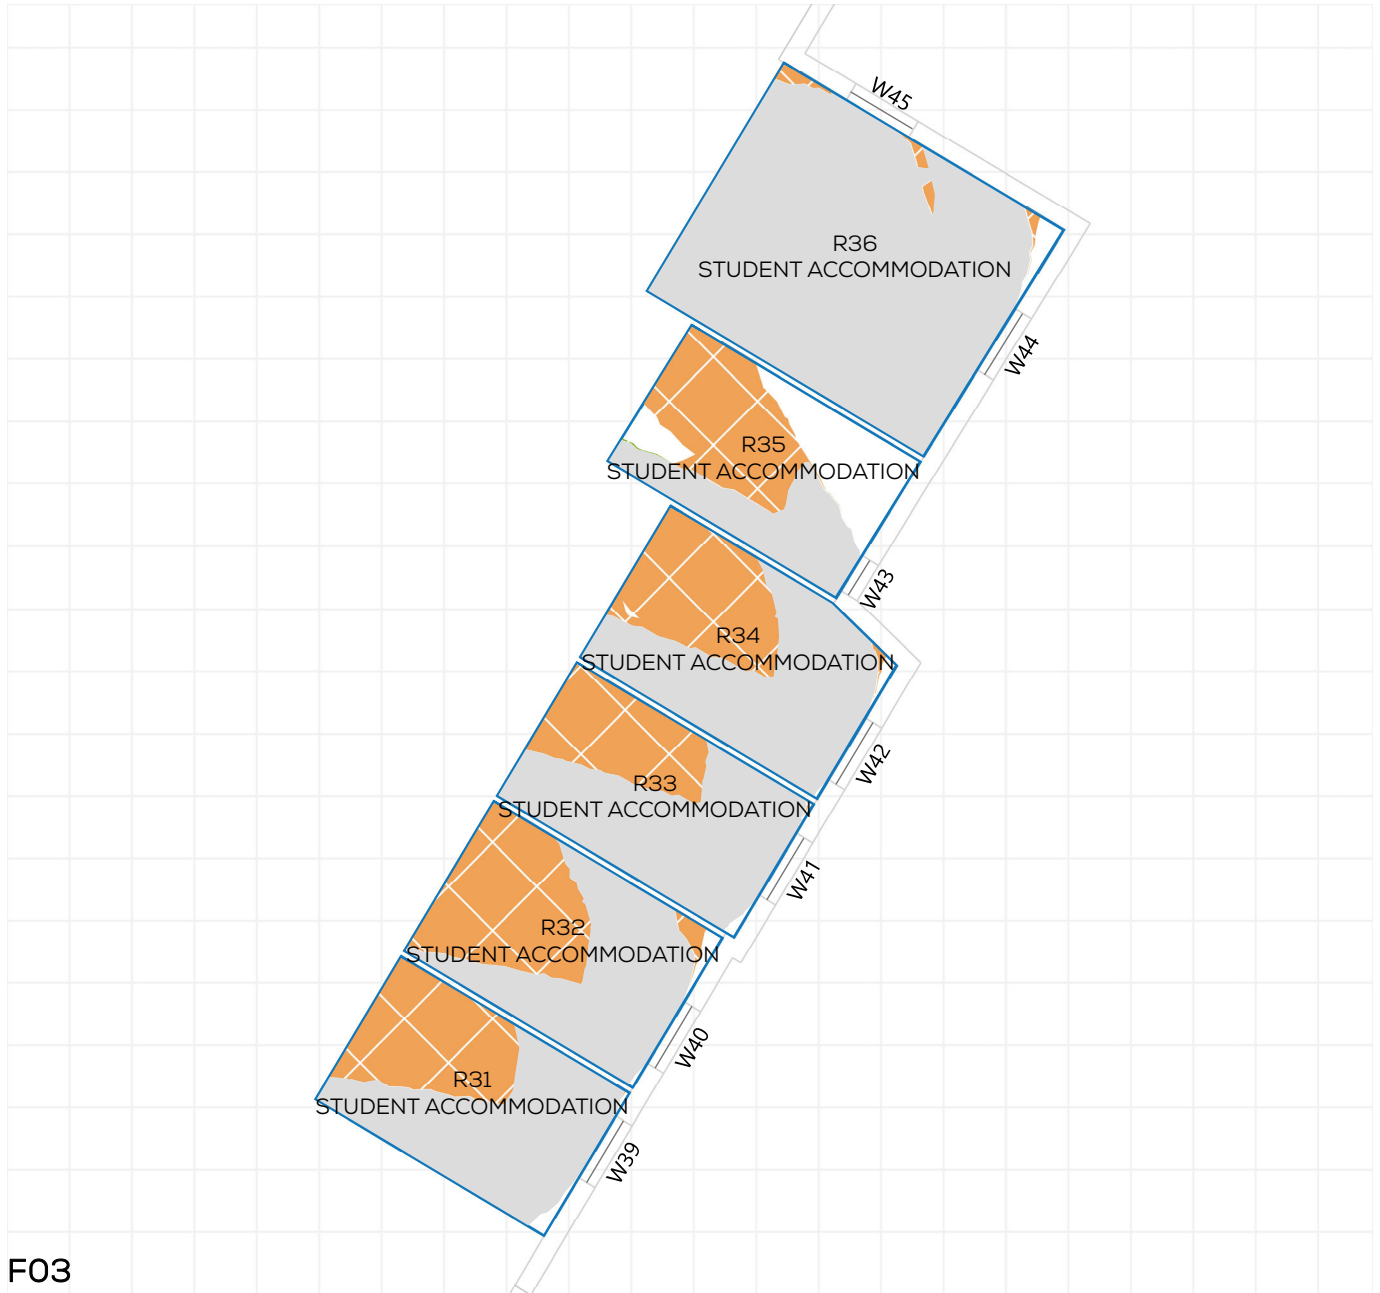 W45
R36
STUDENT ACCOMMODATION
W44
R35
STUDENT ACCOMMODATION
W43
R34
STUDENT ACCOMMODATION
W42
R33
STUDENT ACCOMMODATION
W41
R32
STUDENT ACCOMMODATION
W40
R31
STUDENT ACCOMMODATION
W39
F03